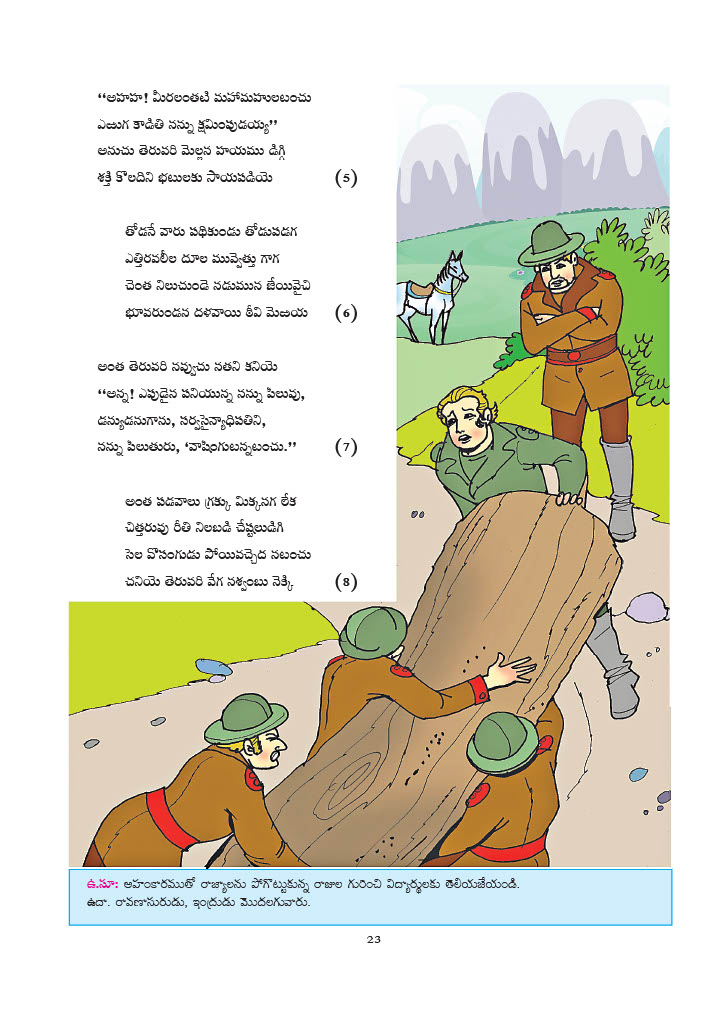 “అహహ! మీరలంతటి మహామహులటంచు
ఎఱుగ కాడితి నన్ను క్షమింపుడయ్య”
అనుచు తెరువరి మెల్లన హయము డిగ్గి
శక్తి కొలదిని భటులకు సాయపడియె (5)
తోడనే వారు పథికుండు తోడుపడగ
ఎత్తిరవలీల దూల మువ్వెత్తు గాగ
చెంత నిలుచుండె నడుమున జేయివైచి
భూవరుండన దళవాయి ఠీవి మెఱయ (6)
అంత తెరువరి నవ్వుచు నతని కనియె
“అన్న! ఎపుడైన పనియున్న నన్ను పిలువు,
డన్యుడనుగాను, సర్వసైన్యాధిపతిని,
నన్ను పిలుతురు, ‘వాషింగుటన్నటంచు.” (7)
అంత పడవాలు గ్రక్కు మిక్కనగ లేక
చిత్తరువు రీతి నిలబడి చేష్టలుడిగి
సెల వొసంగుడు పోయివచ్చెద నటంచు
చనియె తెరువరి వేగ నశ్వంబు నెక్కి (8)
ఉ.సూ: అహంకారముతో రాజ్యాలను పోగొట్టుకున్న రాజుల గురించి విద్యార్థులకు తెలియజేయండి.
ఉదా. రావణాసురుడు, ఇంద్రుడు మొదలగువారు.
23